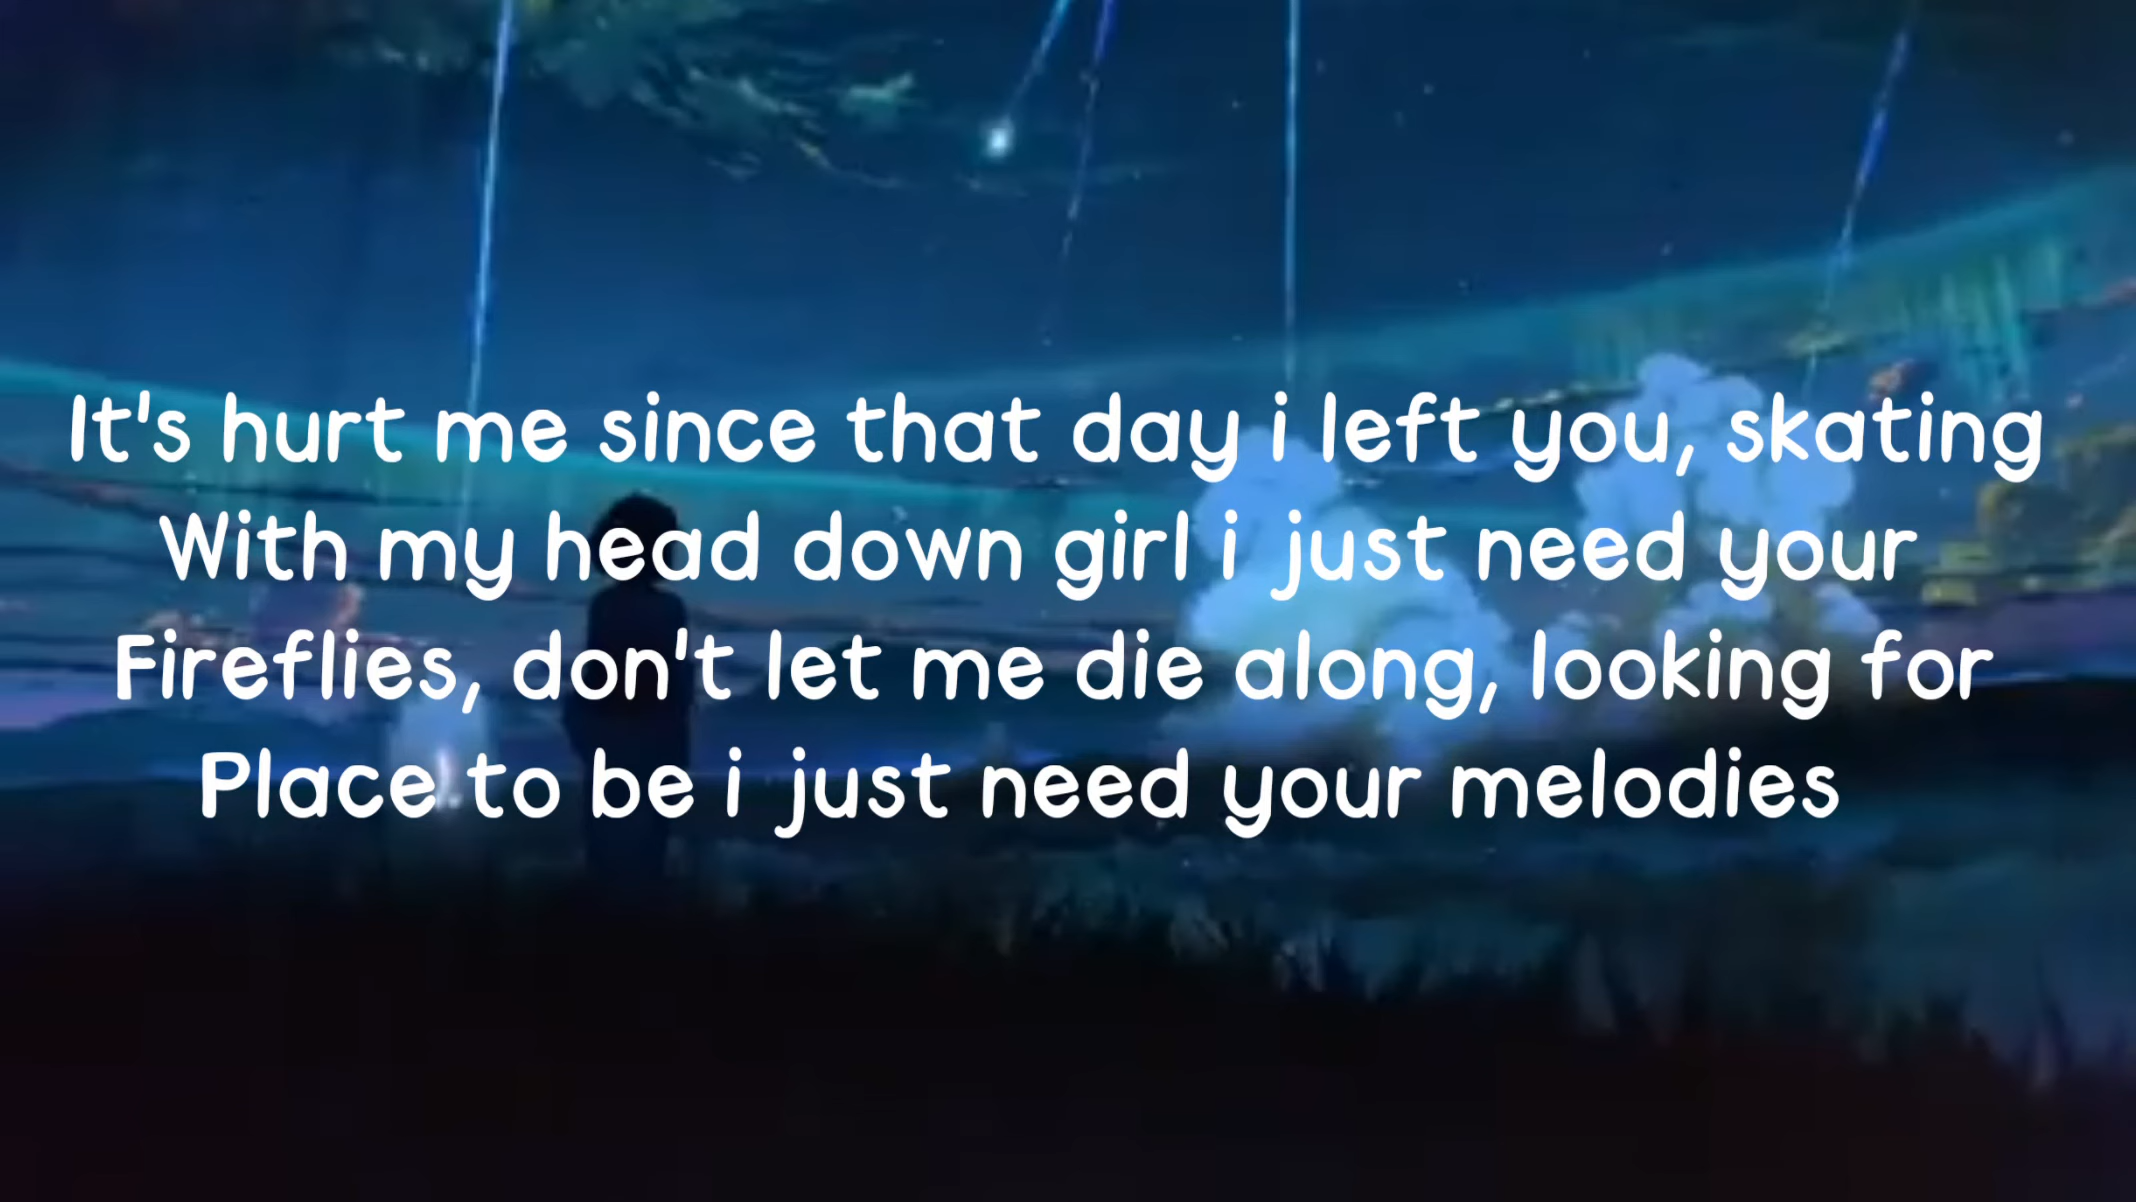 It's hurt me since that day i left you, skating
With my head down girl i just need your
Fireflies, don't let me die along, looking for
Place to be i just need your melodies